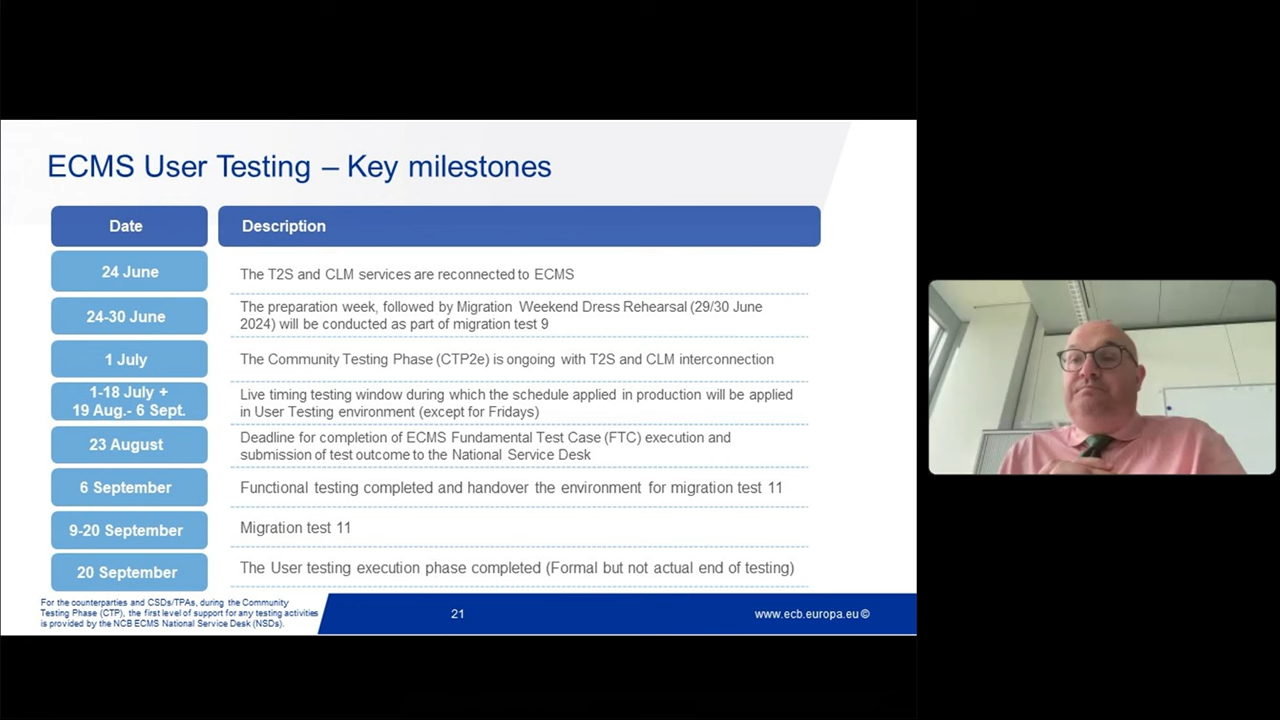 ECMS User Testing – Key milestones
Date
Description
24 June
The T2S and CLM services are reconnected to ECMS
24-30 June
The preparation week, followed by Migration Weekend Dress Rehearsal (29/30 June
2024) will be conducted as part of migration test 9
1 July
The Community Testing Phase (CTP2e) is ongoing with T2S and CLM interconnection
1-18 July +
19 Aug.- 6 Sept.
Live timing testing window during which the schedule applied in production will be applied
in User Testing environment (except for Fridays)
23 August
Deadline for completion of ECMS Fundamental Test Case (FTC) execution and
submission of test outcome to the National Service Desk
6 September
Functional testing completed and handover the environment for migration test 11
9-20 September
Migration test 11
20 September
The User testing execution phase completed (Formal but not actual end of testing)
For the counterparties and CSDs/TPAs, during the Community
Testing Phase (CTP), the first level of support for any testing activities
is provided by the NCB ECMS National Service Desk (NSDs).
21
www.ecb.europa.eu ©